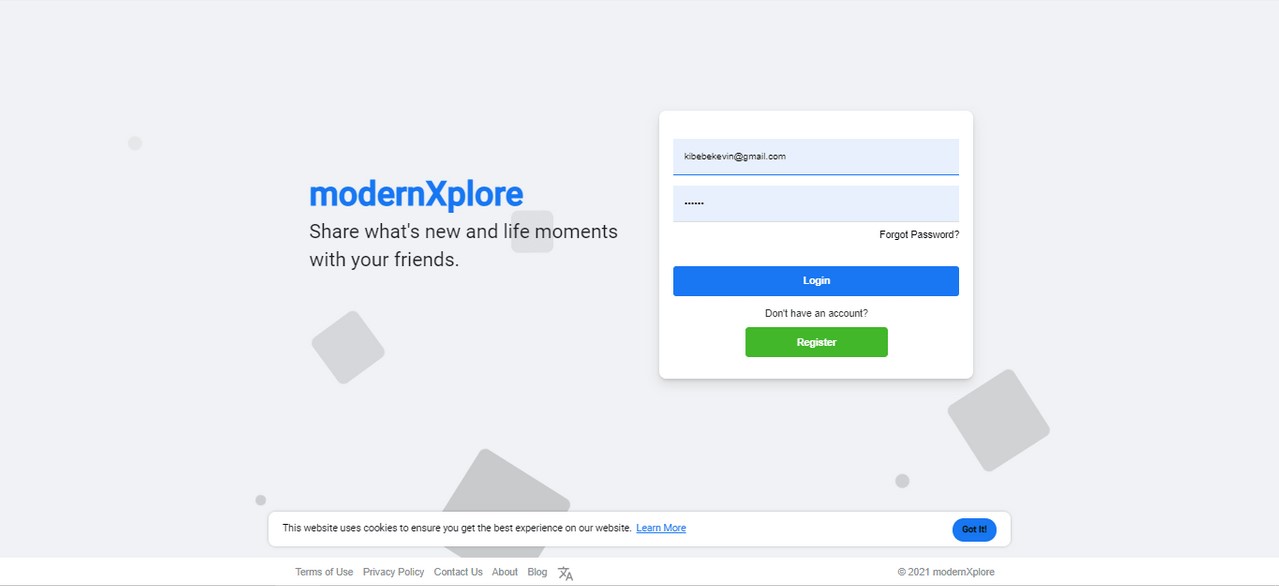 modernXplore
Share what's new and life moments
with your friends.
kibebekevin@gmail.com
••••••
Forgot Password?
Login
Don't have an account?
Register
This website uses cookies to ensure you get the best experience on our website. Learn More
Got It!
Terms of Use Privacy Policy Contact Us About Blog
© 2021 modernXplore